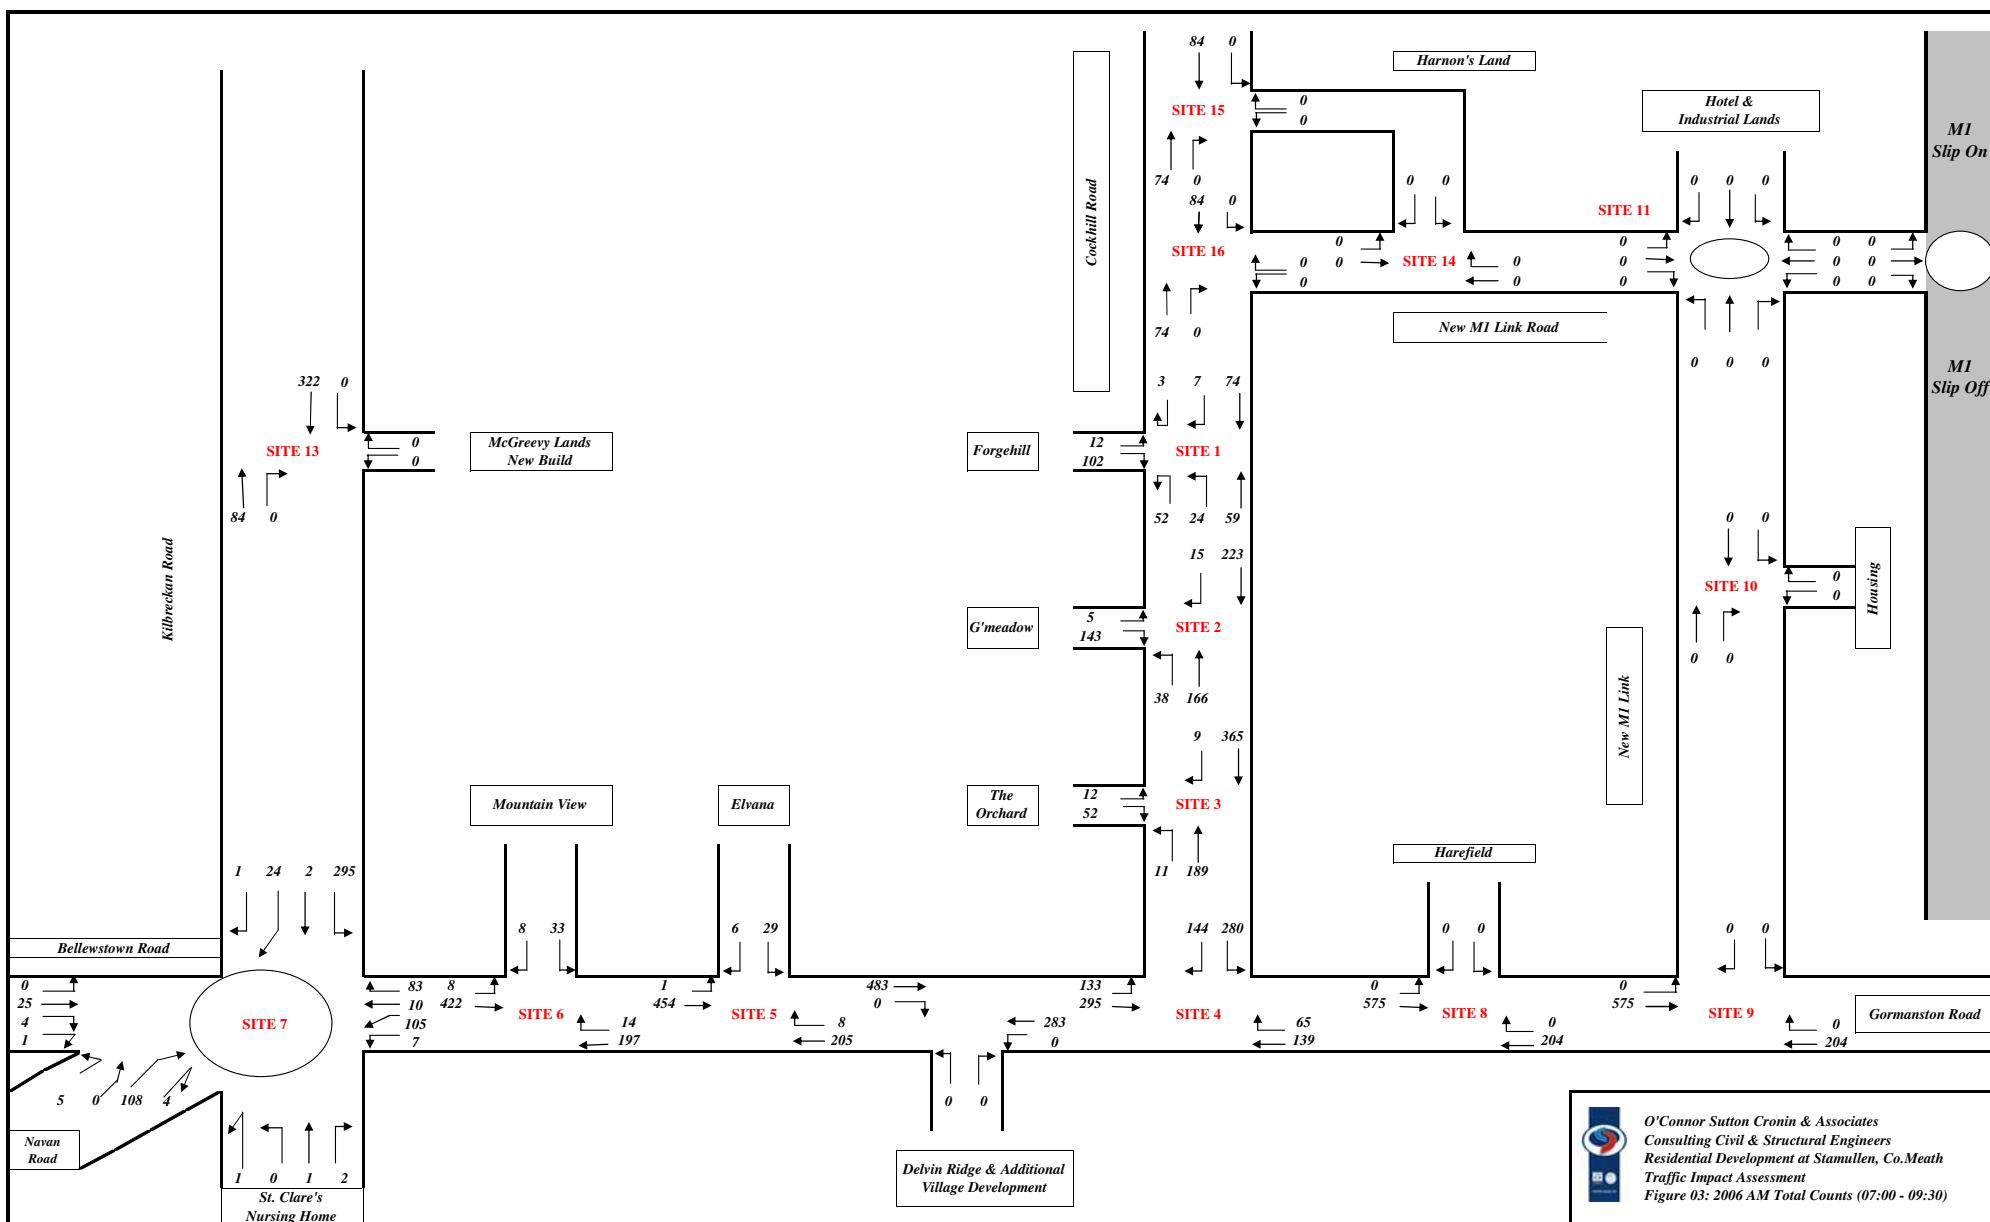 84 0
Harnon's Land
Hotel &
Industrial Lands
M1
Slip On
SITE 15
0
0
74 0
84 0
0 0
0 0 0
SITE 11
Cockhill Road
SITE 16
0
0
0
0
SITE 14
0
0
0
0
0
0 0
0 0
0 0
New M1 Link Road
74 0
0 0 0
M1
Slip Off
322 0
3 7 74
SITE 13
0
0
McGreevy Lands
New Build
Forgehill
12
102
SITE 1
84 0
52 24 59
0 0
Kilbreckan Road
15 223
SITE 10
0
0
Housing
G'meadow
5
143
SITE 2
0 0
38 166
New M1 Link
9 365
Mountain View
Elvana
The
Orchard
12
52
SITE 3
Harefield
1 24 2 295
11 189
8 33
6 29
144 280
0 0
0 0
Bellewstown Road
0
25
4
1
SITE 7
83
10
105
7
8
422
SITE 6
14
197
1
454
SITE 5
8
205
483
0
283
0
133
295
SITE 4
65
139
0
575
SITE 8
0
204
0
575
SITE 9
0
204
Gormanston Road
5 0 108 4
0 0
Navan
Road
1 0 1 2
St. Clare's
Nursing Home
Delvin Ridge & Additional
Village Development
O'Connor Sutton Cronin & Associates
Consulting Civil & Structural Engineers
Residential Development at Stamullen, Co.Meath
Traffic Impact Assessment
Figure 03: 2006 AM Total Counts (07:00 - 09:30)